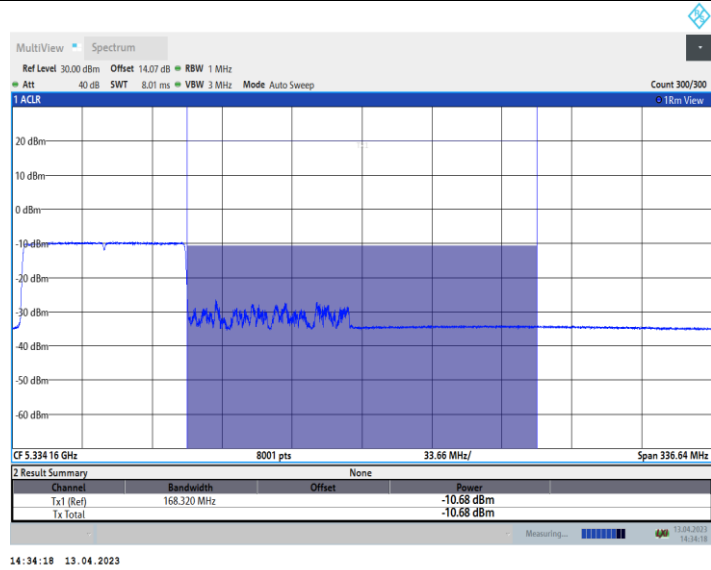 MultiView Spectrum
Ref Level 30.00 dBm Offset 14.07 dB RBW 1 MHz
Att 40 dB SWT 8.01 ms VBW 3 MHz Mode Auto Sweep Count 300/300
1 ACLR 1Rm View
20 dBm
10 dBm
0 dBm
-10 dBm
-20 dBm
-30 dBm
-40 dBm
-50 dBm
-60 dBm
CF 5.334 16 GHz 8001 pts 33.66 MHz/ Span 336.64 MHz
2 Result Summary None
Channel Bandwidth Offset Power
Tx1 (Ref) 168.320 MHz -10.68 dBm
Tx Total -10.68 dBm
Measuring... 13.04.2023
14:34:18
14:34:18 13.04.2023